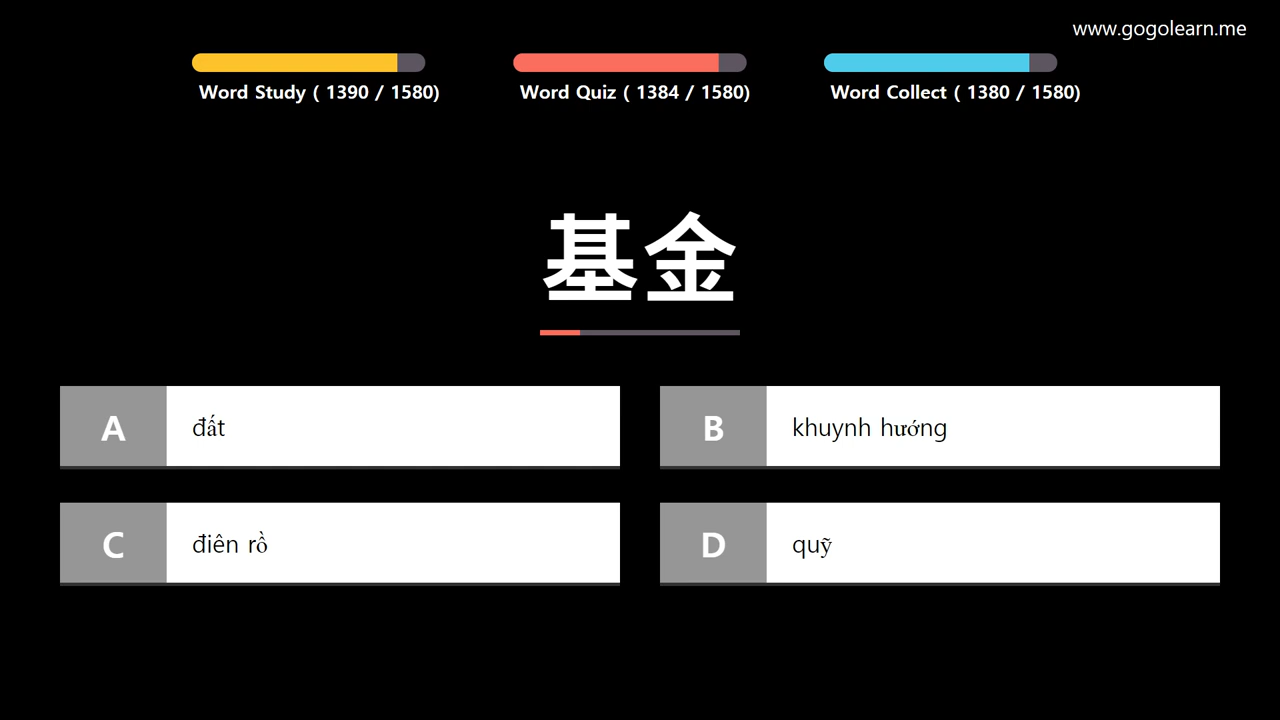 www.gogolearn.me
Word Study ( 1390 / 1580)
Word Quiz ( 1384 / 1580)
Word Collect ( 1380 / 1580)
基金
A
đất
B
khuynh hướng
C
điên rồ
D
quỹ